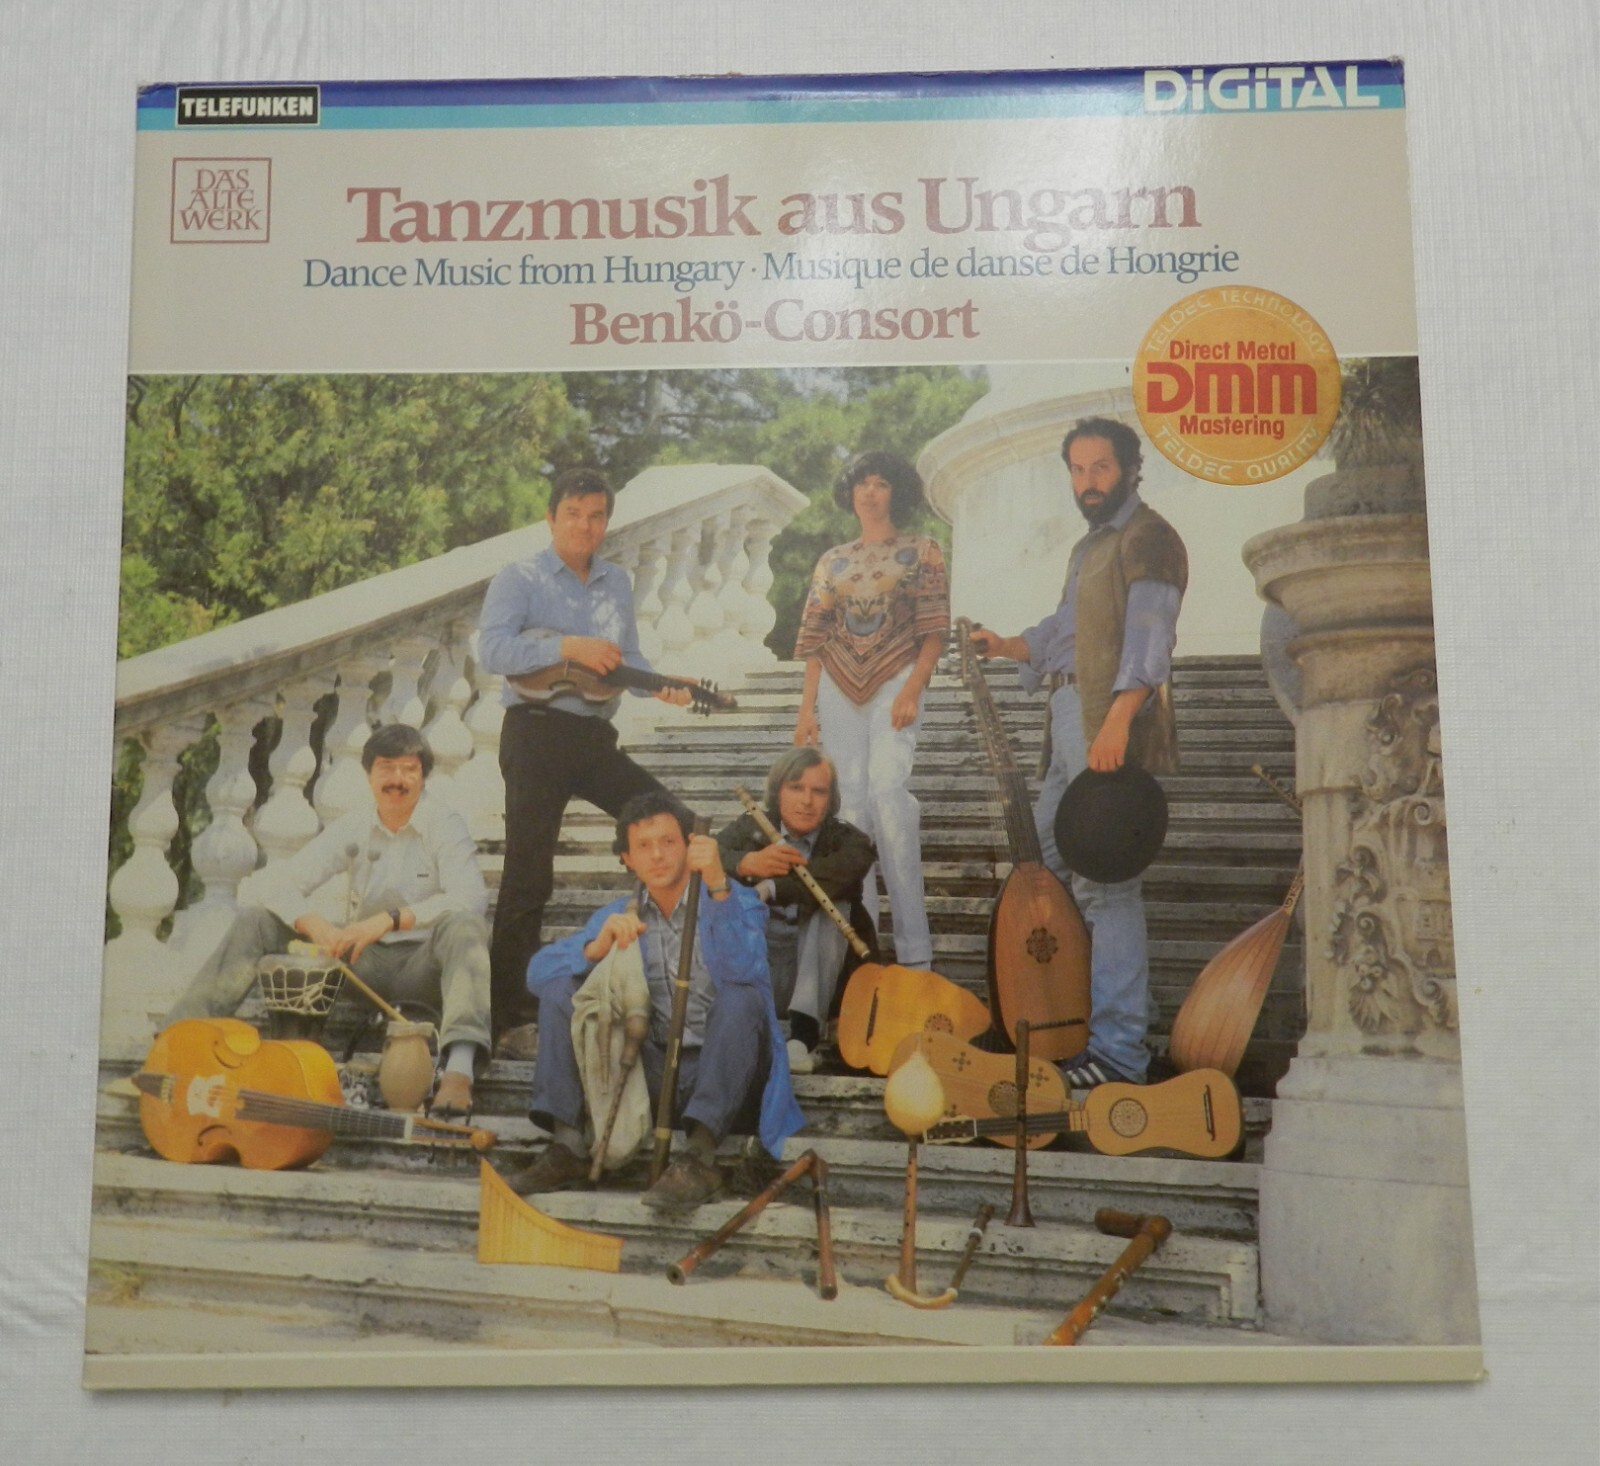 TELEFUNKEN
DiGiTAL
DAS
ALTE
WERK
Tanzmusik aus Ungarn
Dance Music from Hungary · Musique de danse de Hongrie
Benkö-Consort
TELDEC TECHNOLOGY
Direct Metal
DMM
Mastering
TELDEC QUALITY